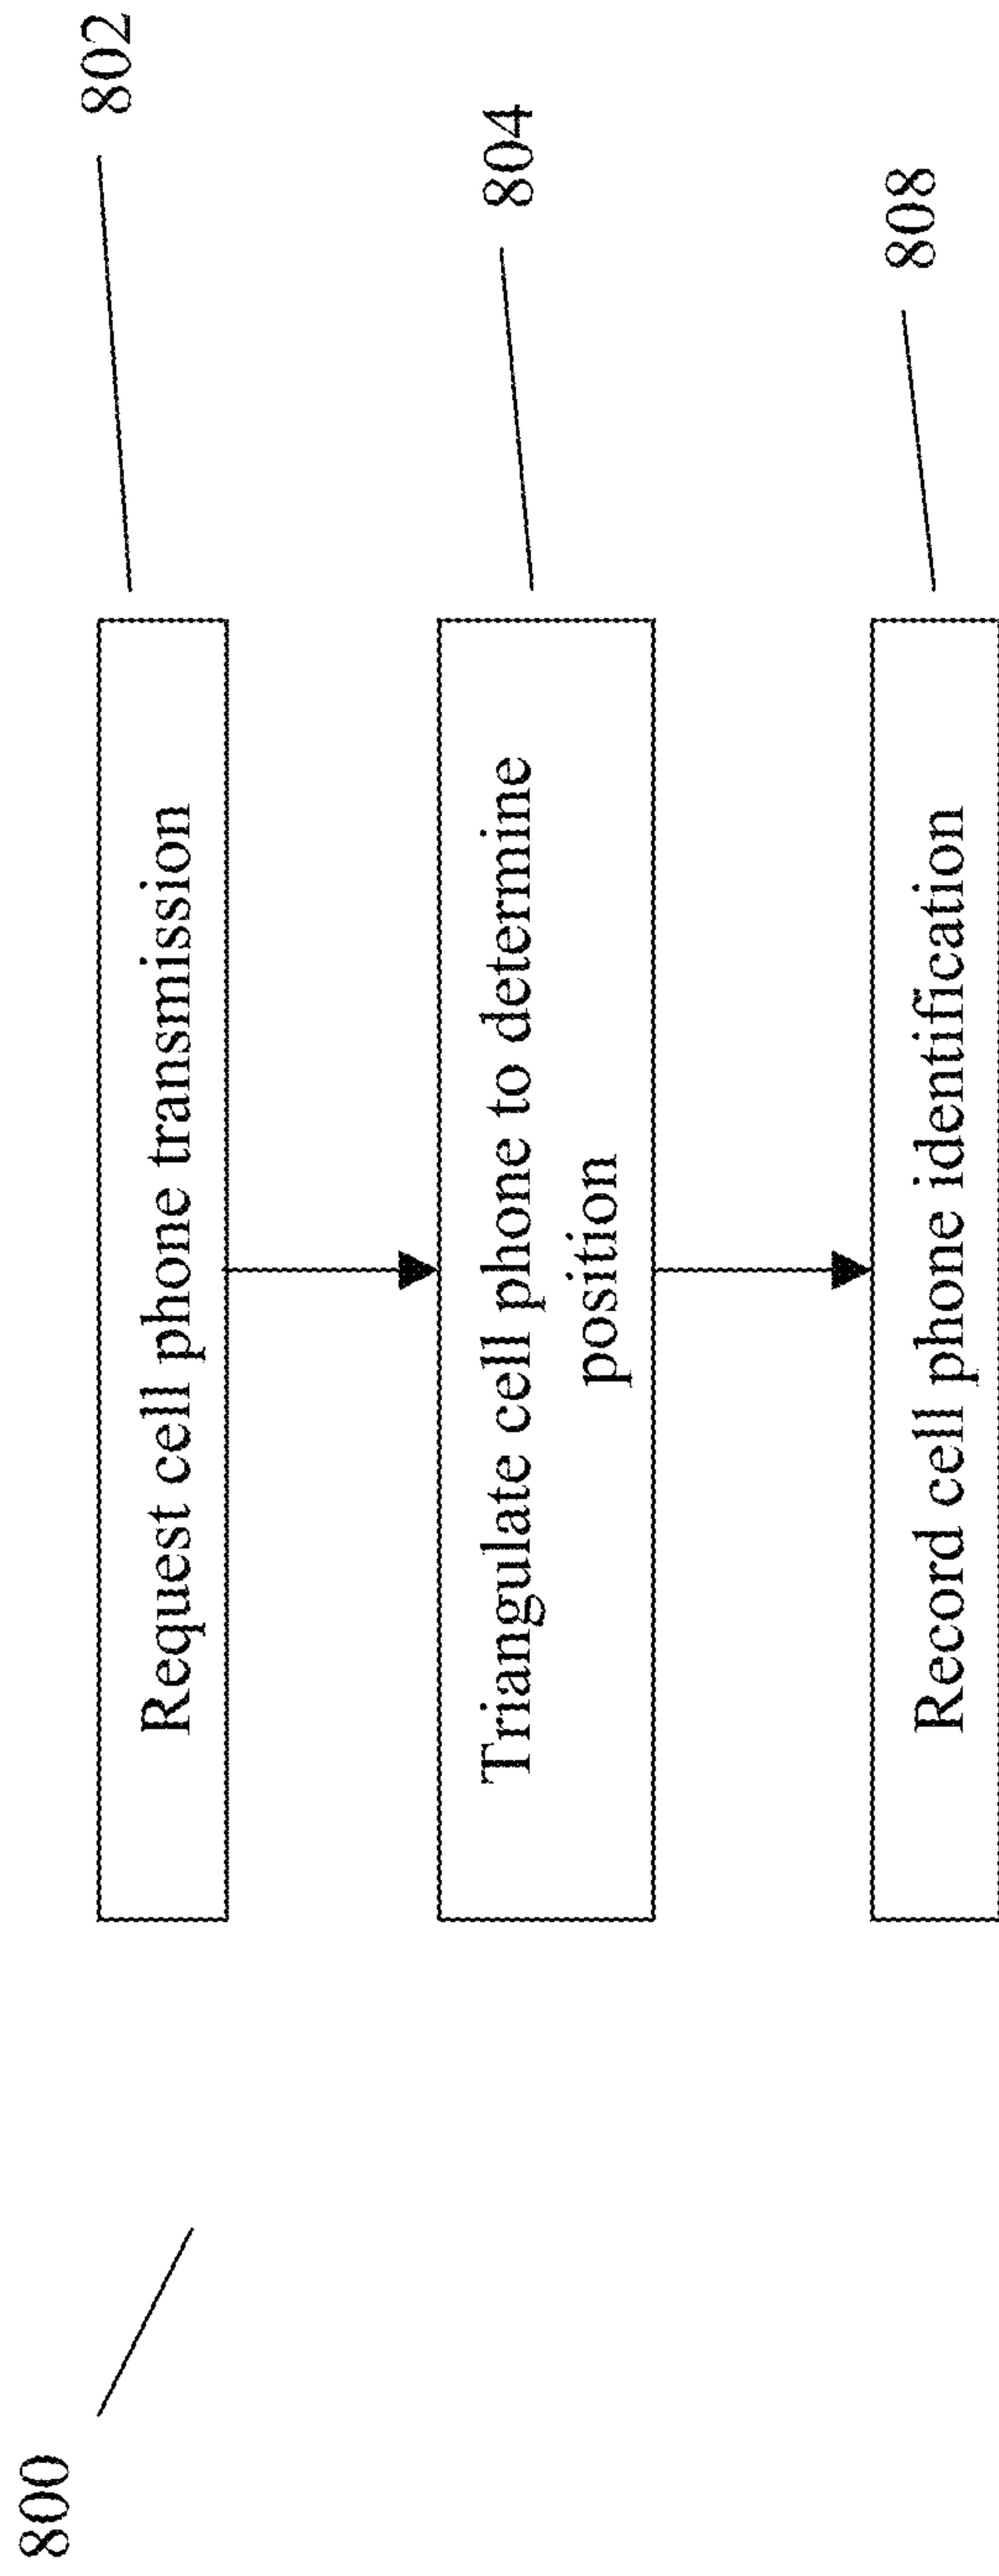 800
Request cell phone transmission
802
Triangulate cell phone to determine
position
804
Record cell phone identification
808